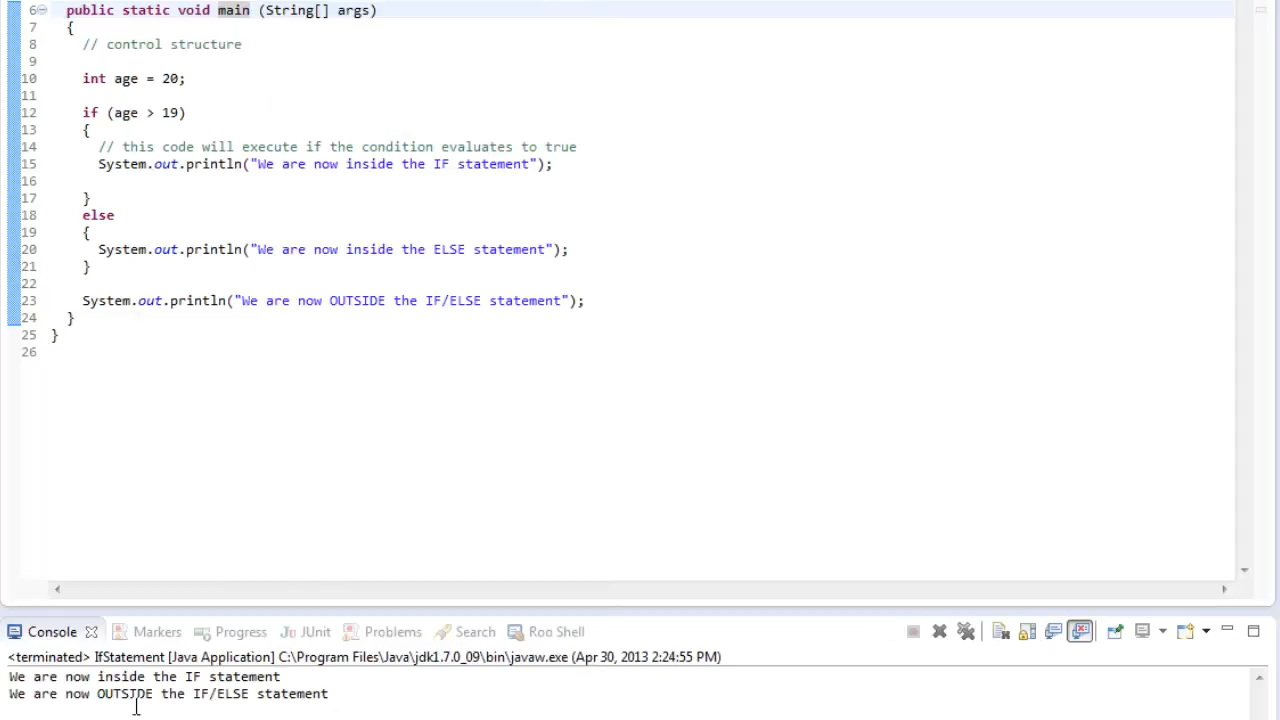 6 public static void main (String[] args)
7 {
8 // control structure
9
10 int age = 20;
11
12 if (age > 19)
13 {
14 // this code will execute if the condition evaluates to true
15 System.out.println("We are now inside the IF statement");
16
17 }
18 else
19 {
20 System.out.println("We are now inside the ELSE statement");
21 }
22
23 System.out.println("We are now OUTSIDE the IF/ELSE statement");
24 }
25 }
26
Console Markers Progress JUnit Problems Search Roo Shell
<terminated> IfStatement [Java Application] C:\Program Files\Java\jdk1.7.0_09\bin\javaw.exe (Apr 30, 2013 2:24:55 PM)
We are now inside the IF statement
We are now OUTSIDE the IF/ELSE statement